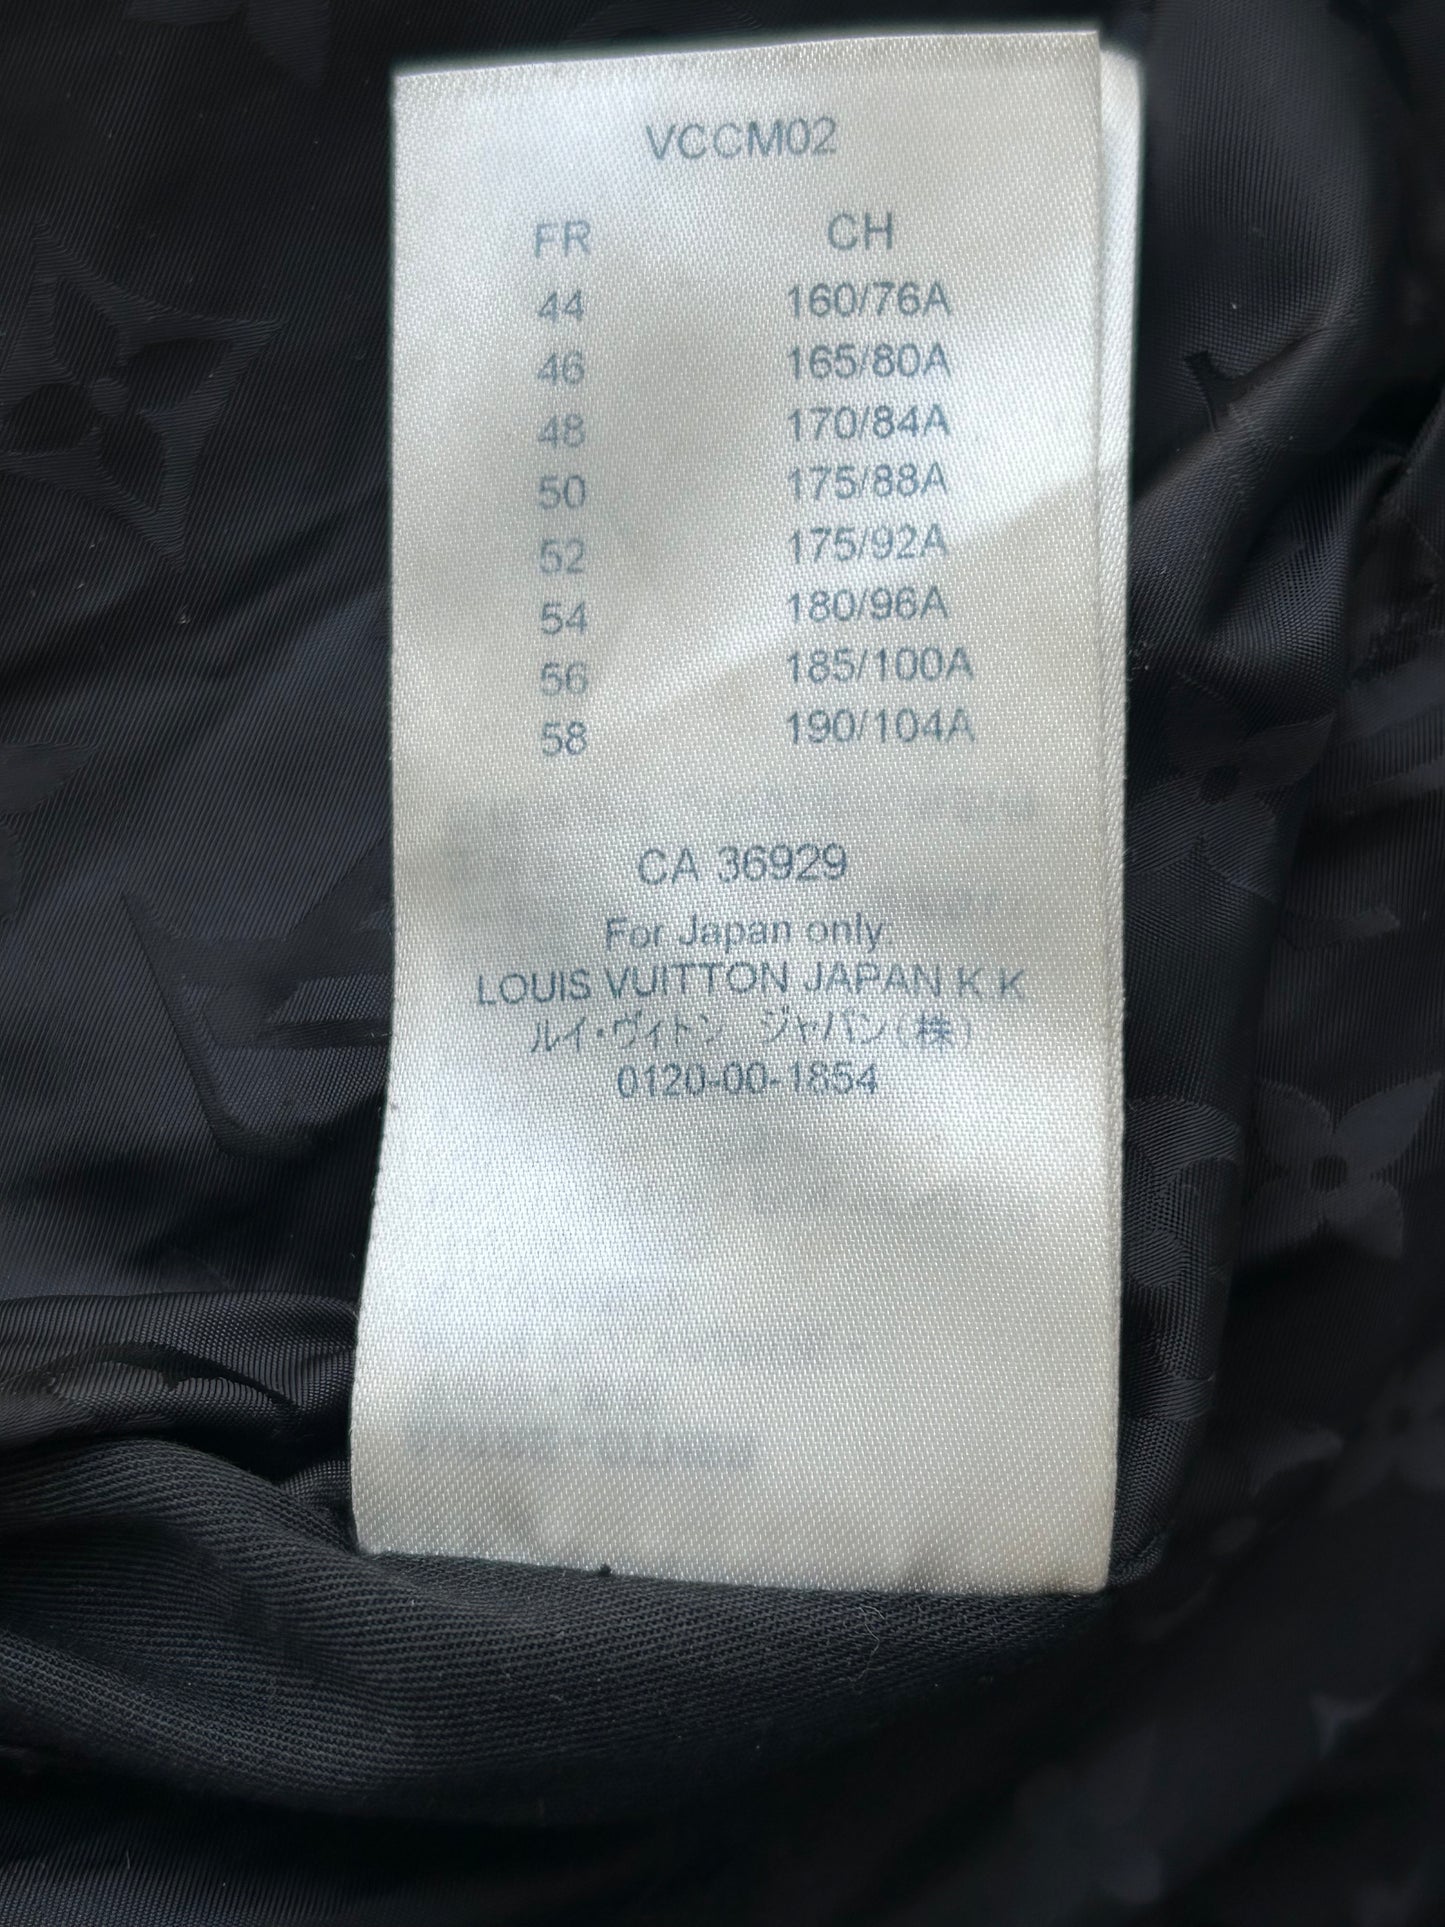 VCCM02
FR CH
44 160/76A
46 165/80A
48 170/84A
50 175/88A
52 175/92A
54 180/96A
56 185/100A
58 190/104A
CA 36929
For Japan only.
LOUIS VUITTON JAPAN K.K
ルイ・ヴィトン ジャパン(株)
0120-00-1854